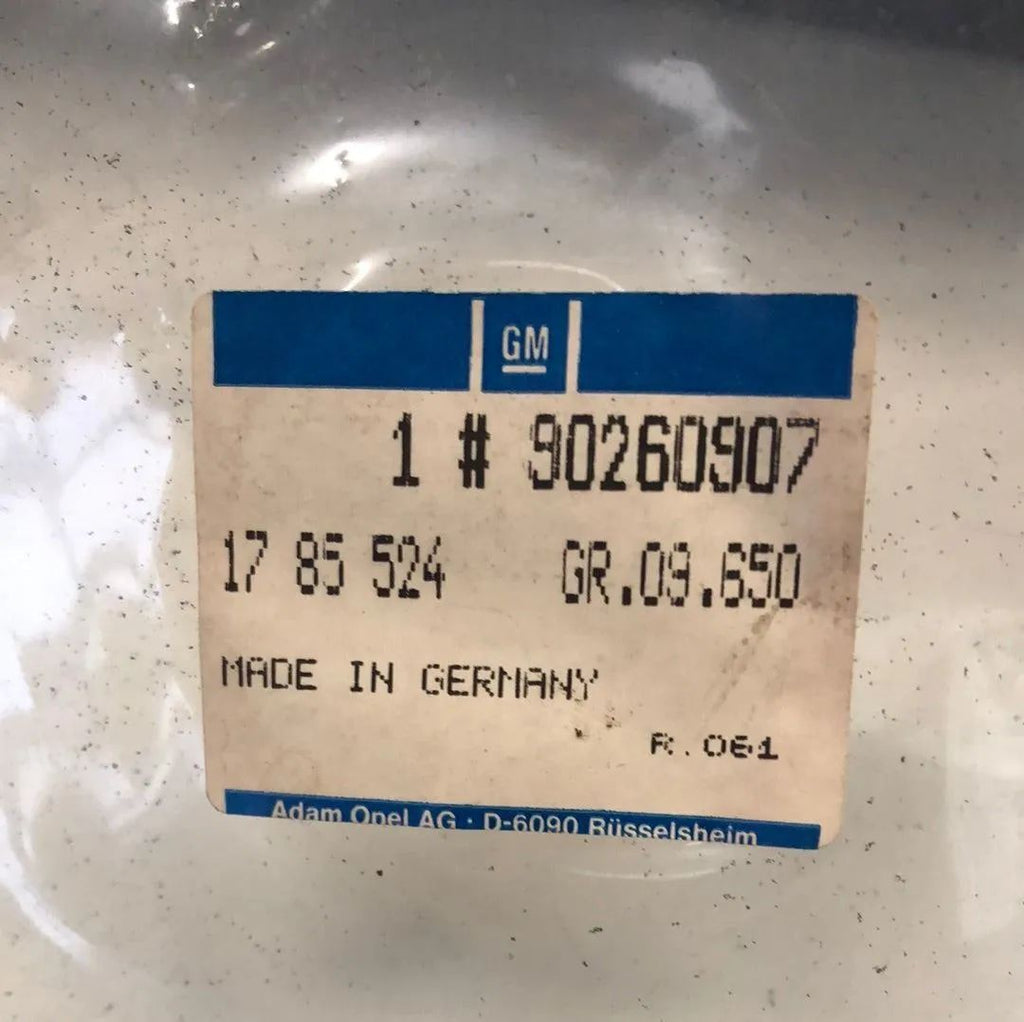 GM
1 # 90260907
17 85 524 GR.09.650
MADE IN GERMANY
R.061
Adam Opel AG · D-6090 Rüsselsheim